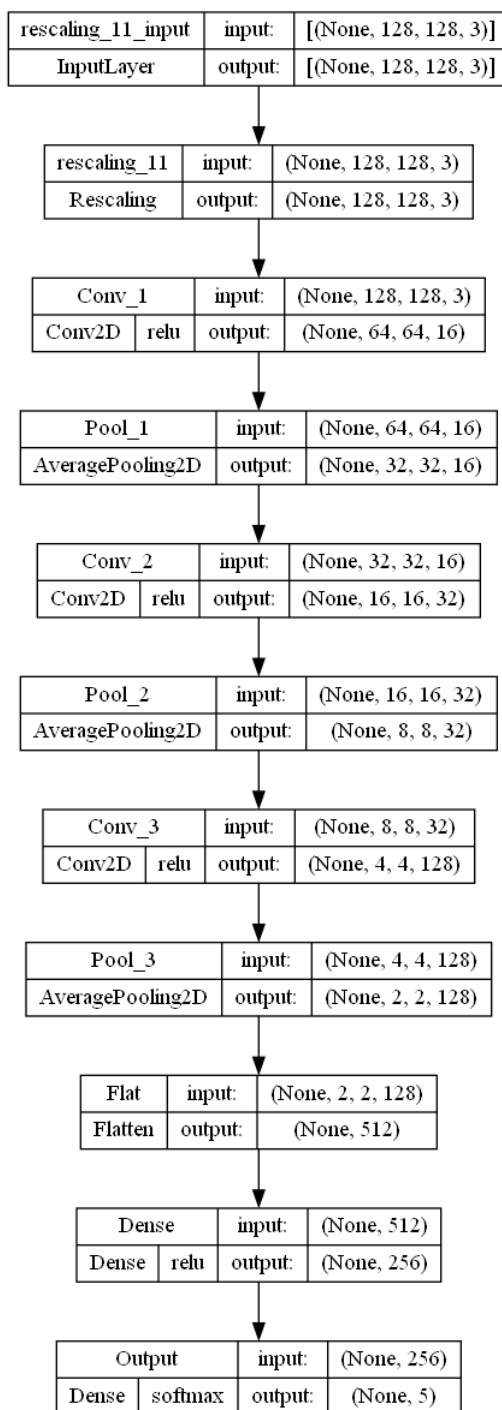 rescaling_11_input input: [(None, 128, 128, 3)]
InputLayer output: [(None, 128, 128, 3)]
rescaling_11 input: (None, 128, 128, 3)
Rescaling output: (None, 128, 128, 3)
Conv_1 input: (None, 128, 128, 3)
Conv2D relu output: (None, 64, 64, 16)
Pool_1 input: (None, 64, 64, 16)
AveragePooling2D output: (None, 32, 32, 16)
Conv_2 input: (None, 32, 32, 16)
Conv2D relu output: (None, 16, 16, 32)
Pool_2 input: (None, 16, 16, 32)
AveragePooling2D output: (None, 8, 8, 32)
Conv_3 input: (None, 8, 8, 32)
Conv2D relu output: (None, 4, 4, 128)
Pool_3 input: (None, 4, 4, 128)
AveragePooling2D output: (None, 2, 2, 128)
Flat input: (None, 2, 2, 128)
Flatten output: (None, 512)
Dense input: (None, 512)
Dense relu output: (None, 256)
Output input: (None, 256)
Dense softmax output: (None, 5)